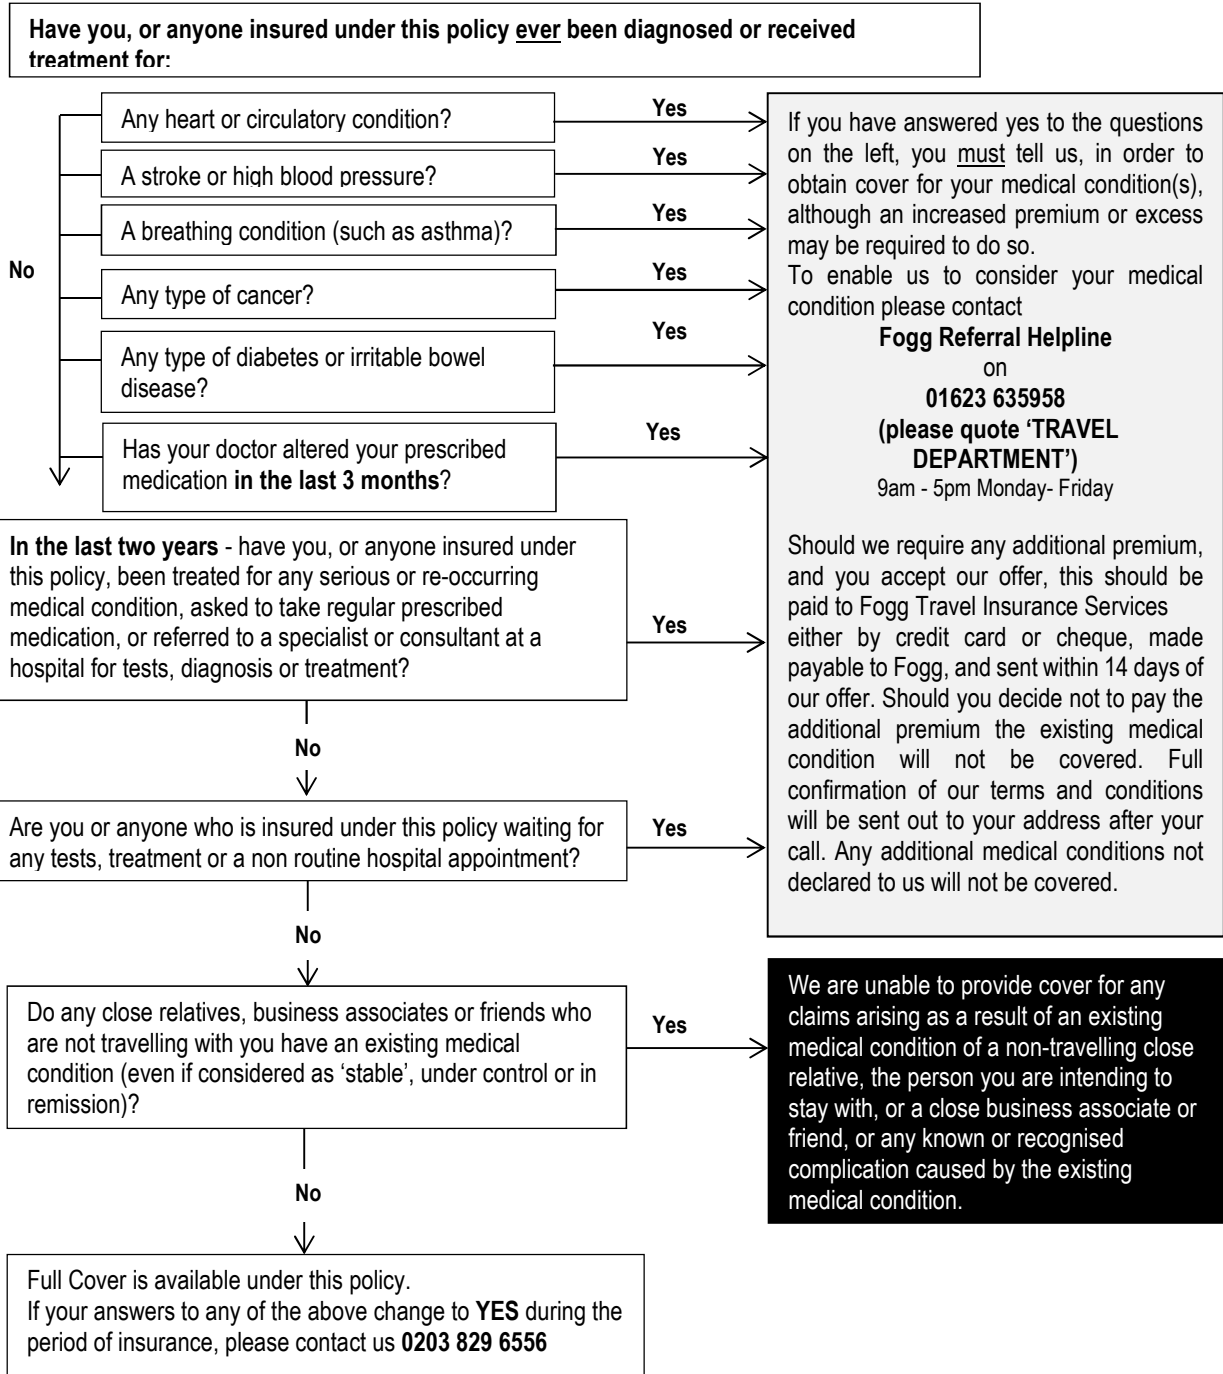 Have you, or anyone insured under this policy ever been diagnosed or received
treatment for:
Any heart or circulatory condition?
Yes
A stroke or high blood pressure?
Yes
A breathing condition (such as asthma)?
Yes
No
Any type of cancer?
Yes
Any type of diabetes or irritable bowel
disease?
Yes
Has your doctor altered your prescribed
medication in the last 3 months?
Yes
If you have answered yes to the questions
on the left, you must tell us, in order to
obtain cover for your medical condition(s),
although an increased premium or excess
may be required to do so.
To enable us to consider your medical
condition please contact
Fogg Referral Helpline
on
01623 635958
(please quote ‘TRAVEL
DEPARTMENT’)
9am - 5pm Monday- Friday
Should we require any additional premium,
and you accept our offer, this should be
paid to Fogg Travel Insurance Services
either by credit card or cheque, made
payable to Fogg, and sent within 14 days of
our offer. Should you decide not to pay the
additional premium the existing medical
condition will not be covered. Full
confirmation of our terms and conditions
will be sent out to your address after your
call. Any additional medical conditions not
declared to us will not be covered.
In the last two years - have you, or anyone insured under
this policy, been treated for any serious or re-occurring
medical condition, asked to take regular prescribed
medication, or referred to a specialist or consultant at a
hospital for tests, diagnosis or treatment?
Yes
No
Are you or anyone who is insured under this policy waiting for
any tests, treatment or a non routine hospital appointment?
Yes
No
Do any close relatives, business associates or friends who
are not travelling with you have an existing medical
condition (even if considered as ‘stable’, under control or in
remission)?
Yes
We are unable to provide cover for any
claims arising as a result of an existing
medical condition of a non-travelling close
relative, the person you are intending to
stay with, or a close business associate or
friend, or any known or recognised
complication caused by the existing
medical condition.
No
Full Cover is available under this policy.
If your answers to any of the above change to YES during the
period of insurance, please contact us 0203 829 6556